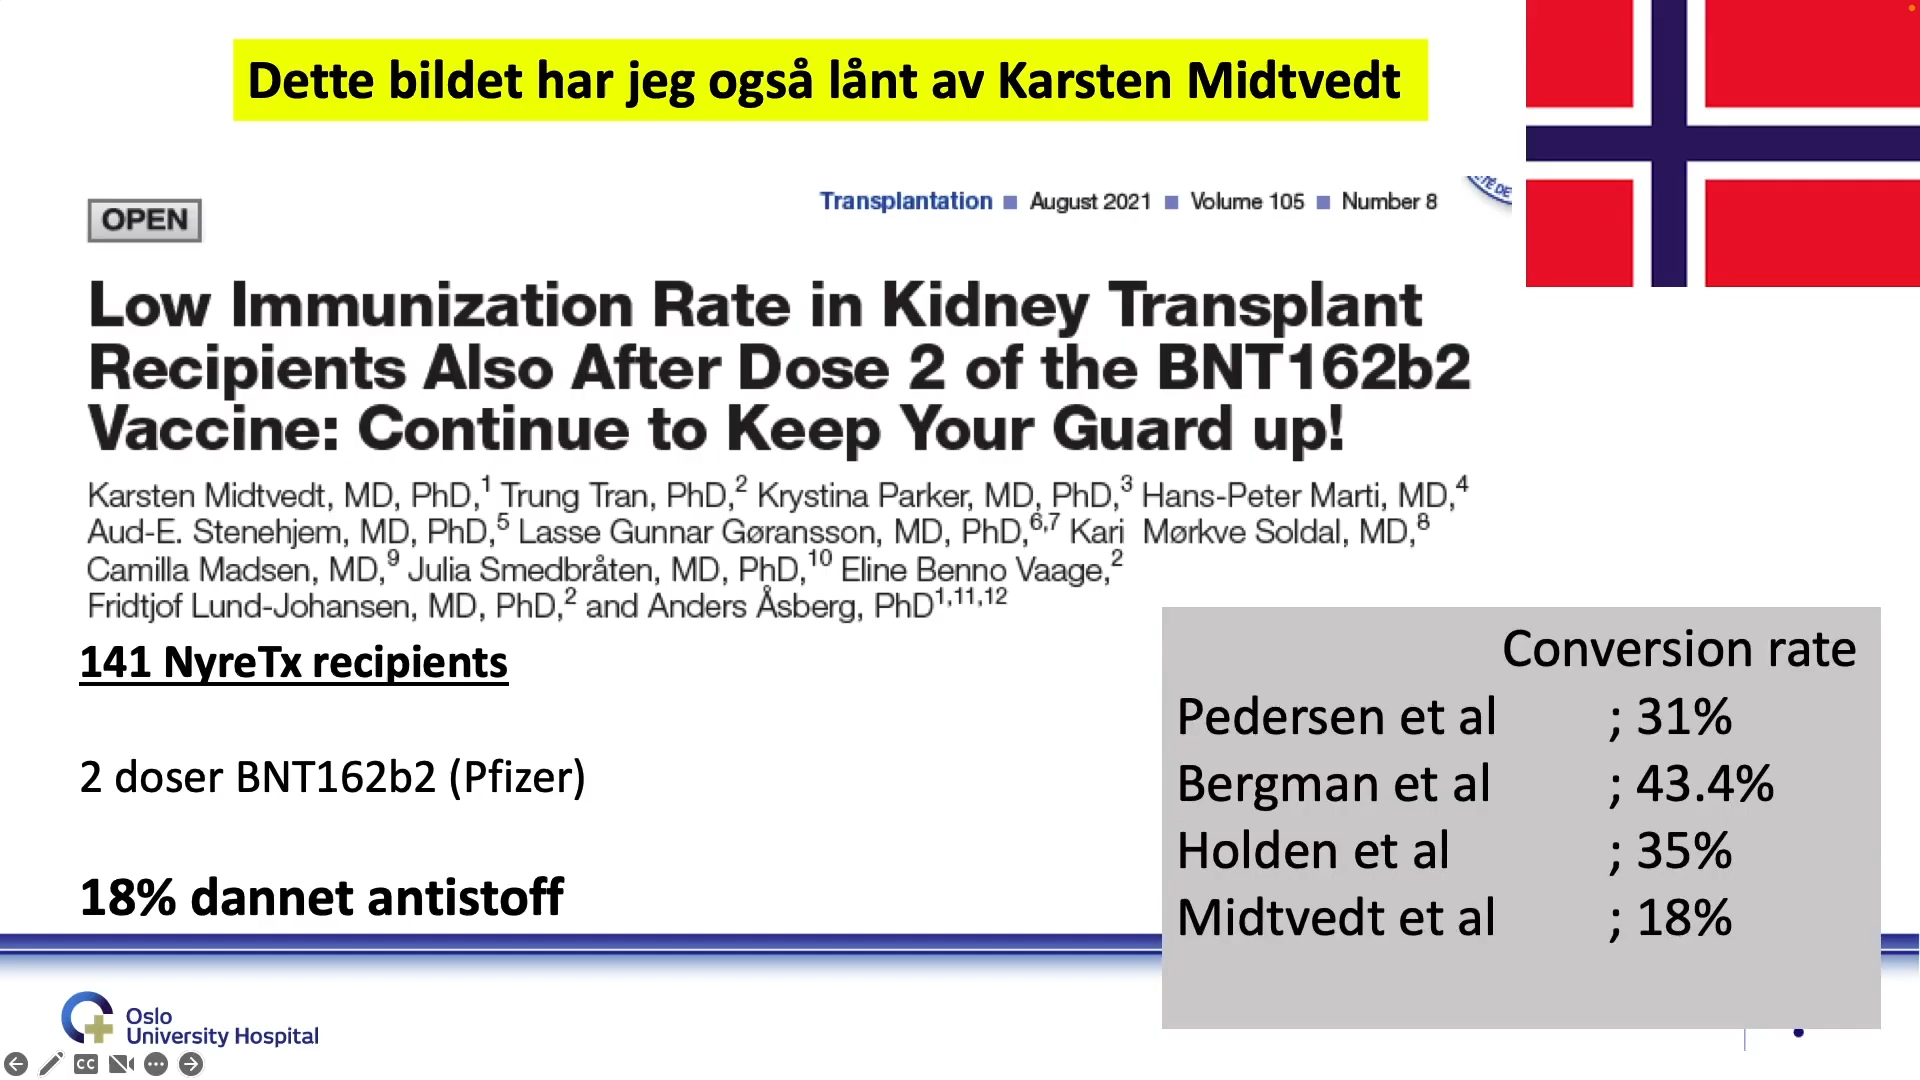 Dette bildet har jeg også lånt av Karsten Midtvedt
OPEN
Transplantation ■ August 2021 ■ Volume 105 ■ Number 8
Low Immunization Rate in Kidney Transplant
Recipients Also After Dose 2 of the BNT162b2
Vaccine: Continue to Keep Your Guard up!
Karsten Midtvedt, MD, PhD,1 Trung Tran, PhD,2 Krystina Parker, MD, PhD,3 Hans-Peter Marti, MD,4
Aud-E. Stenehjem, MD, PhD,5 Lasse Gunnar Gøransson, MD, PhD,6,7 Kari Mørkve Soldal, MD,8
Camilla Madsen, MD,9 Julia Smedbråten, MD, PhD,10 Eline Benno Vaage,2
Fridtjof Lund-Johansen, MD, PhD,2 and Anders Åsberg, PhD1,11,12
141 NyreTx recipients
2 doser BNT162b2 (Pfizer)
18% dannet antistoff
Conversion rate
Pedersen et al ; 31%
Bergman et al ; 43.4%
Holden et al ; 35%
Midtvedt et al ; 18%
Oslo
University Hospital
CC